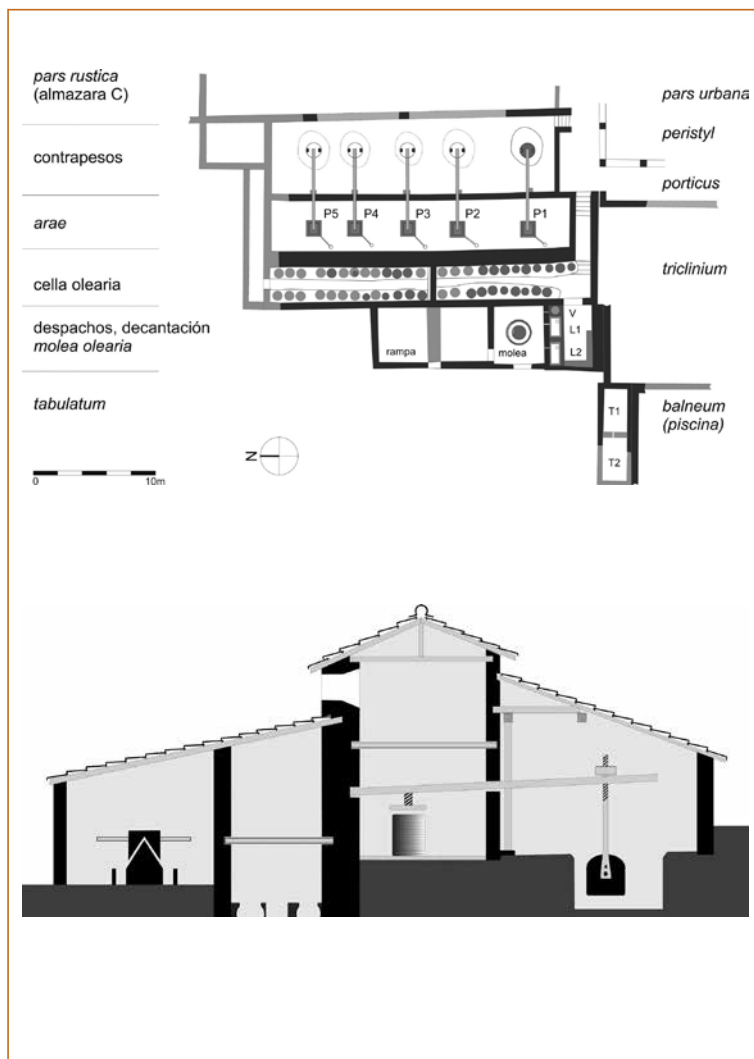 pars rustica
(almazara C)
contrapesos
arae
cella olearia
despachos, decantación
molea olearia
tabulatum
0 10m
N
P5 P4 P3 P2 P1
V
L1
L2
rampa
molea
T1
T2
pars urbana
peristyl
porticus
triclinium
balneum
(piscina)